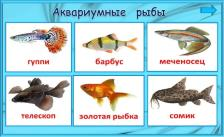 Аквариумные рыбы
гуппи барбус меченосец
телескоп золотая рыбка сомик